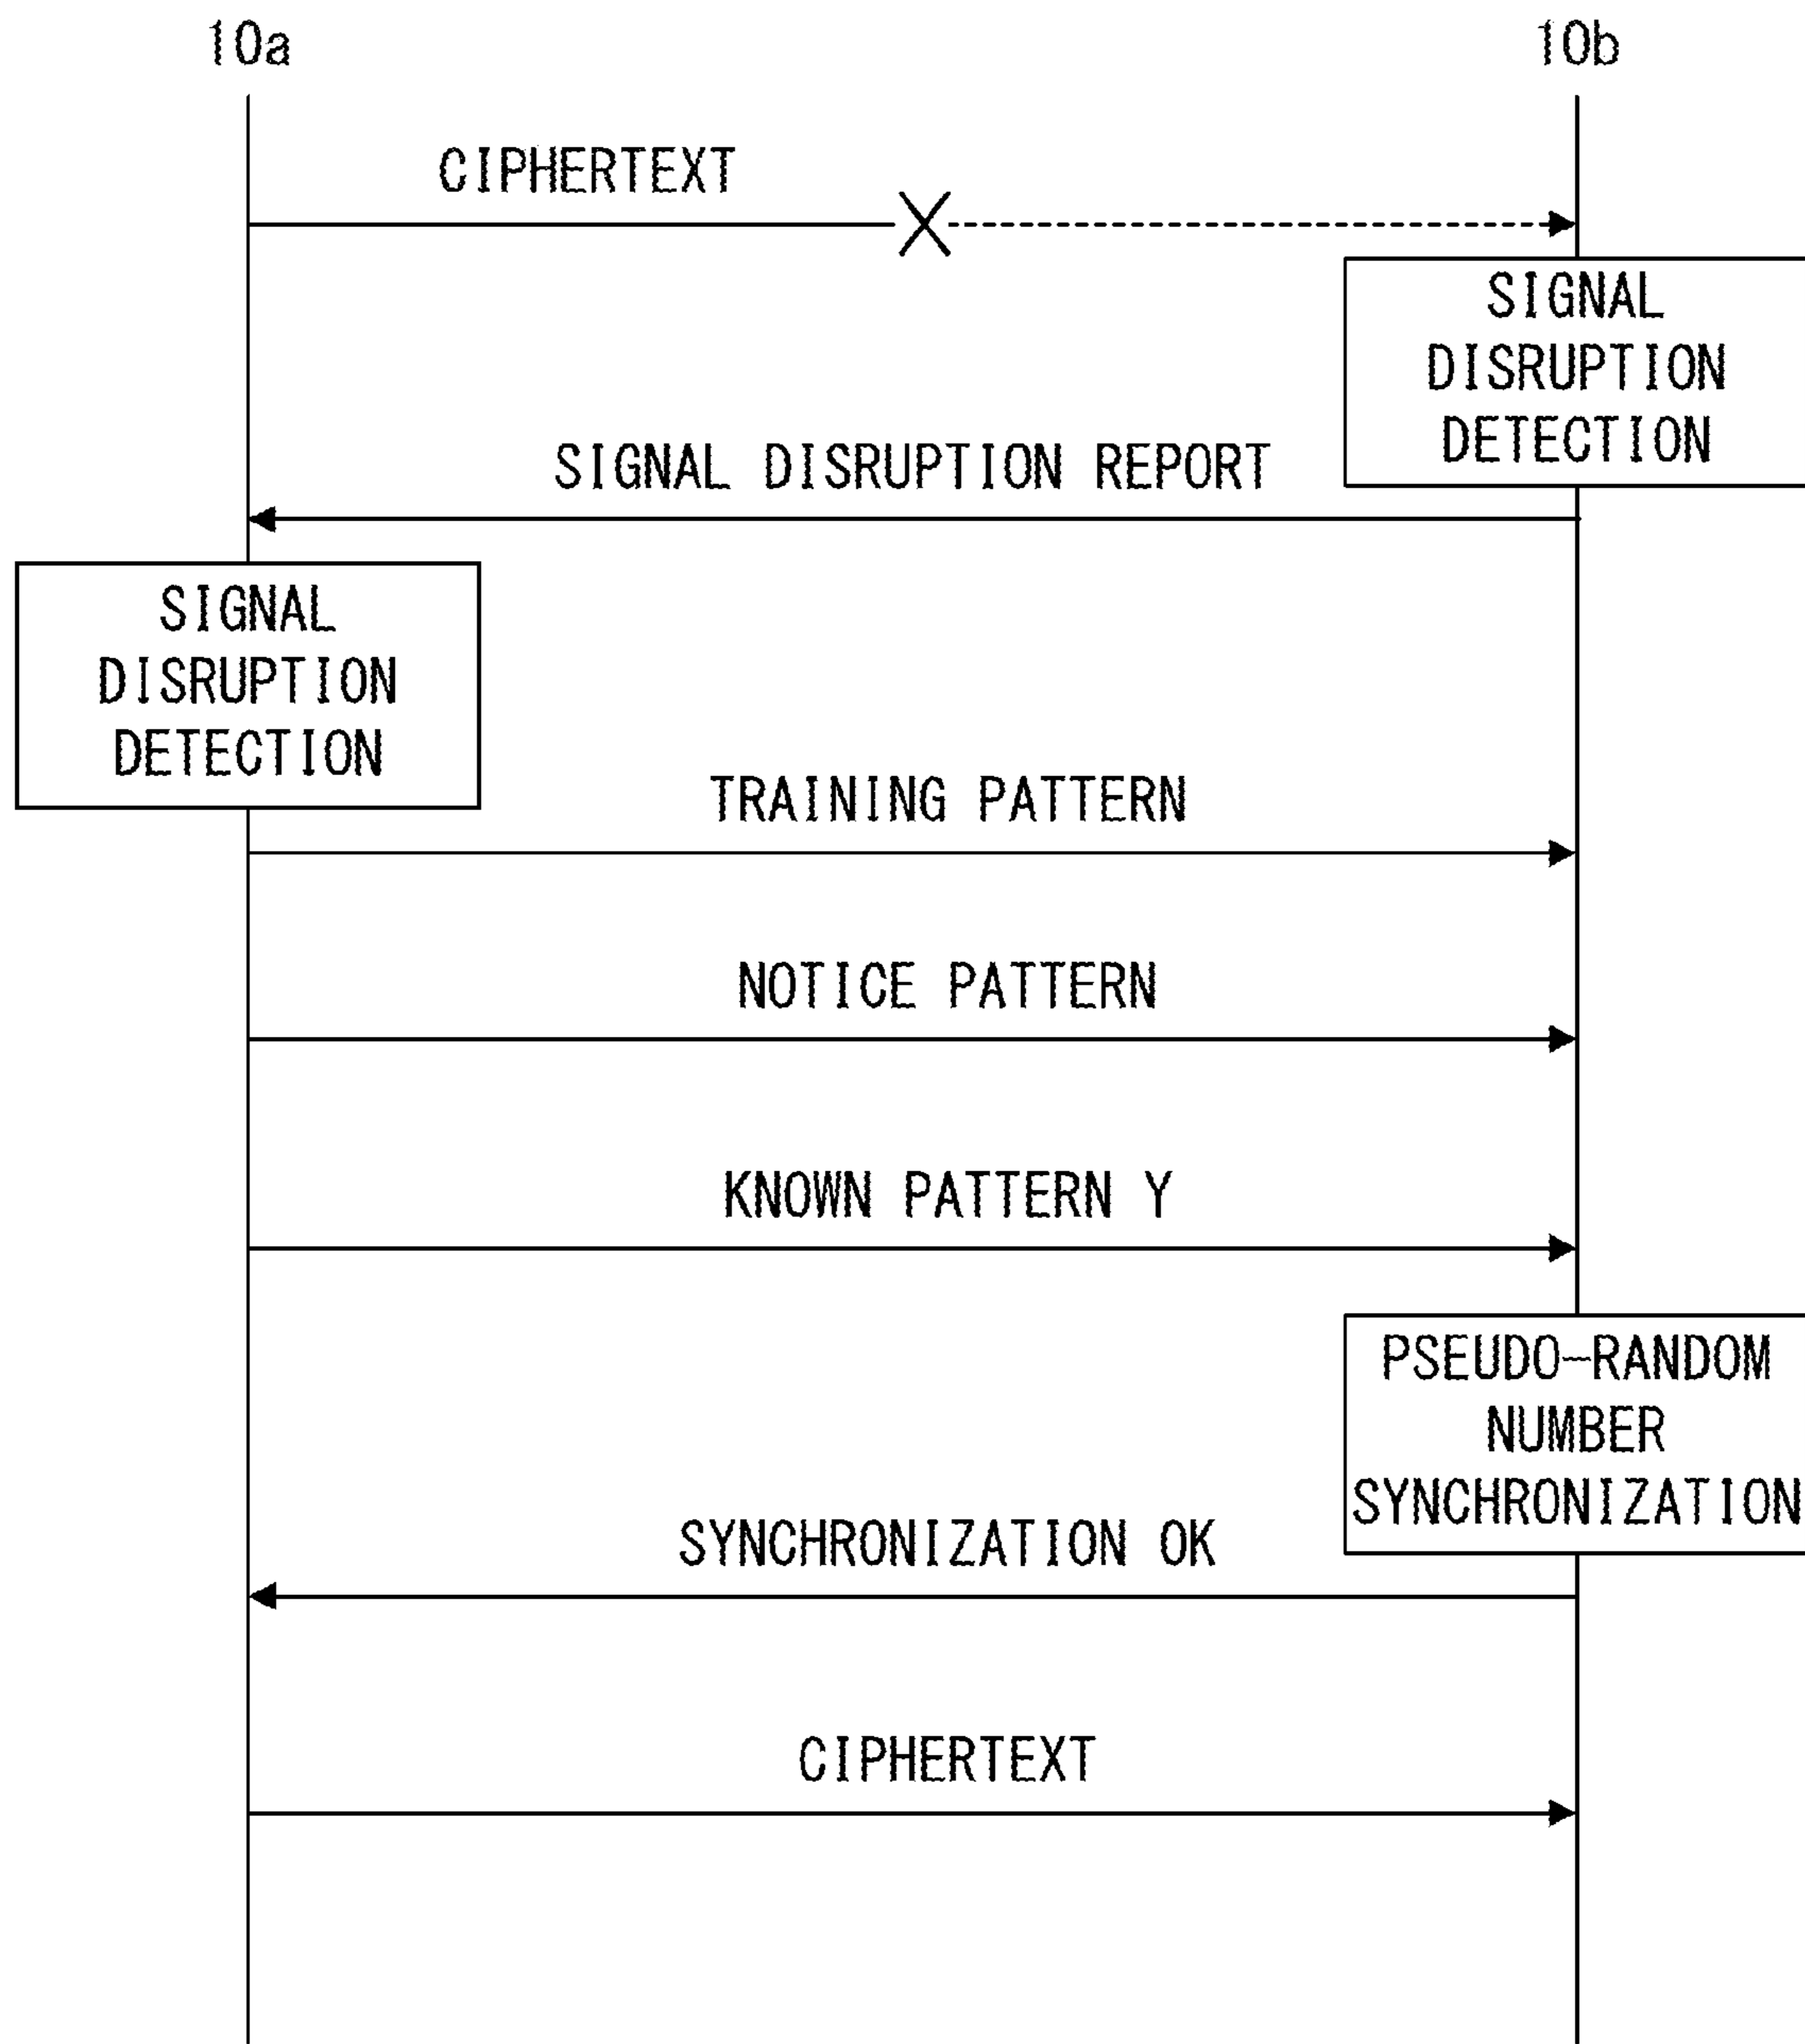 10a
10b
CIPHERTEXT
SIGNAL
DISRUPTION
DETECTION
SIGNAL DISRUPTION REPORT
SIGNAL
DISRUPTION
DETECTION
TRAINING PATTERN
NOTICE PATTERN
KNOWN PATTERN Y
PSEUDO-RANDOM
NUMBER
SYNCHRONIZATION
SYNCHRONIZATION OK
CIPHERTEXT